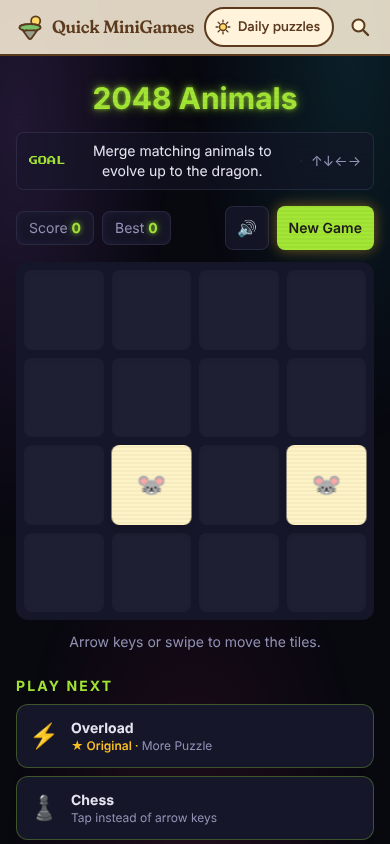 Quick MiniGames
Daily puzzles
2048 Animals
GOAL
Merge matching animals to
evolve up to the dragon.
· ↑↓←→
Score 0
Best 0
New Game
Arrow keys or swipe to move the tiles.
PLAY NEXT
Overload
★ Original · More Puzzle
Chess
Tap instead of arrow keys